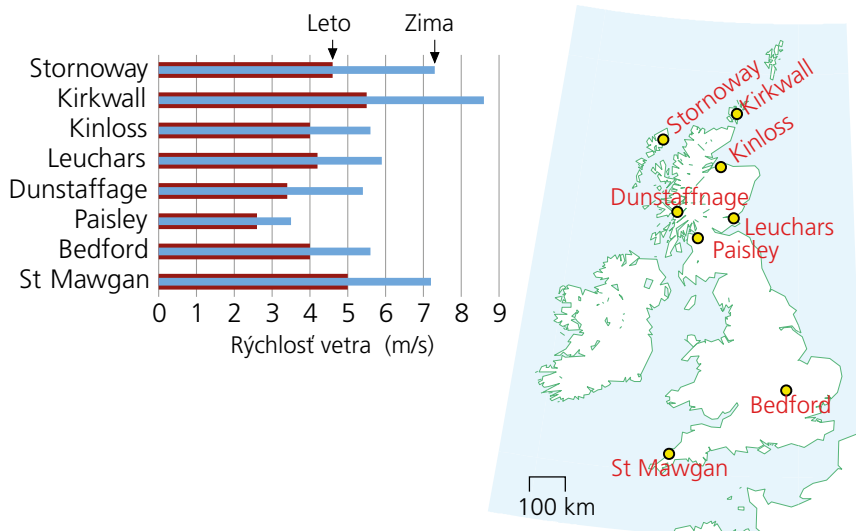 Leto
Zima
Stornoway
Kirkwall
Kinloss
Leuchars
Dunstaffage
Paisley
Bedford
St Mawgan
0 1 2 3 4 5 6 7 8 9
Rýchlosť vetra (m/s)
Stornoway
Kirkwall
Kinloss
Dunstaffnage
Leuchars
Paisley
Bedford
St Mawgan
100 km